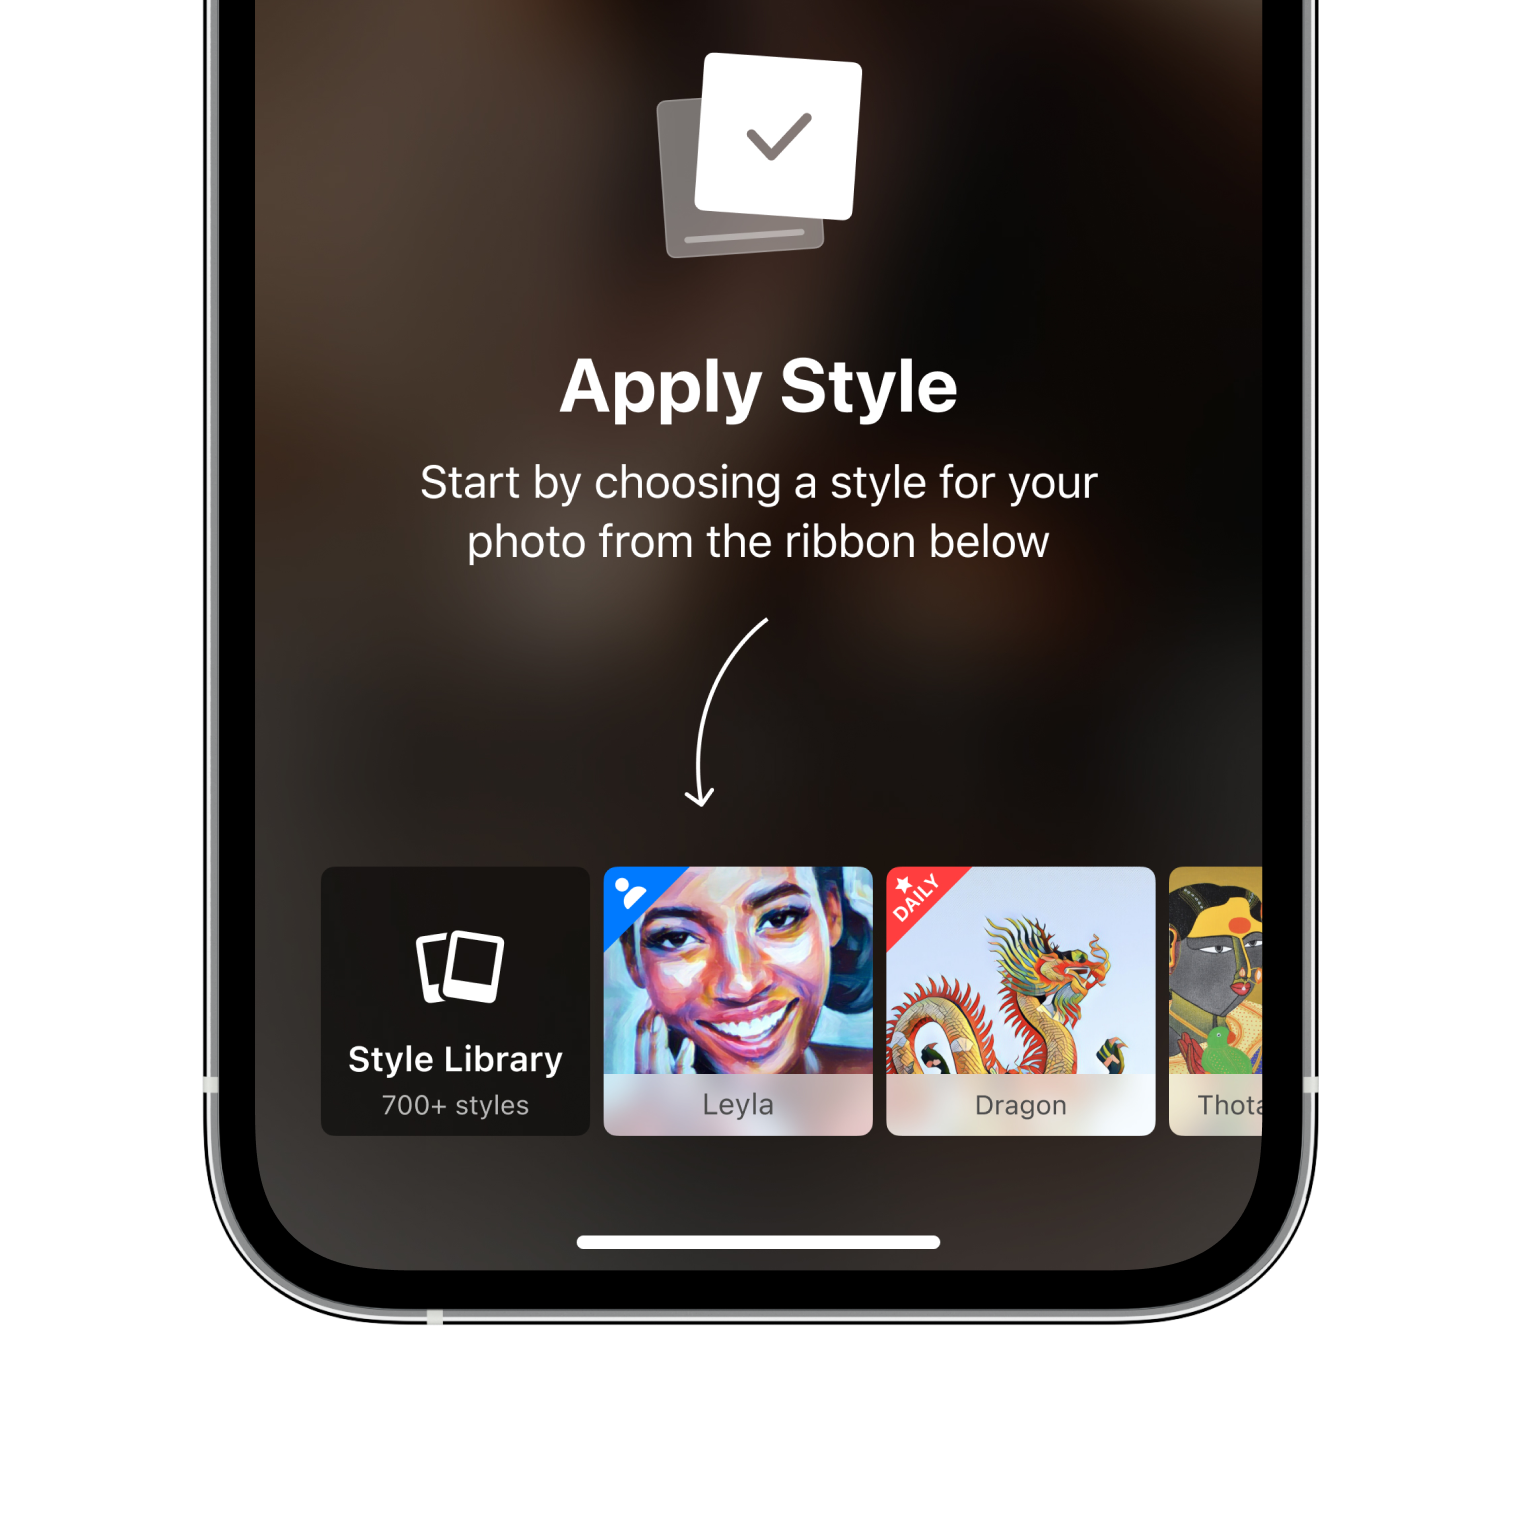 Apply Style
Start by choosing a style for your
photo from the ribbon below
DAILY
Style Library
700+ styles
Leyla
Dragon